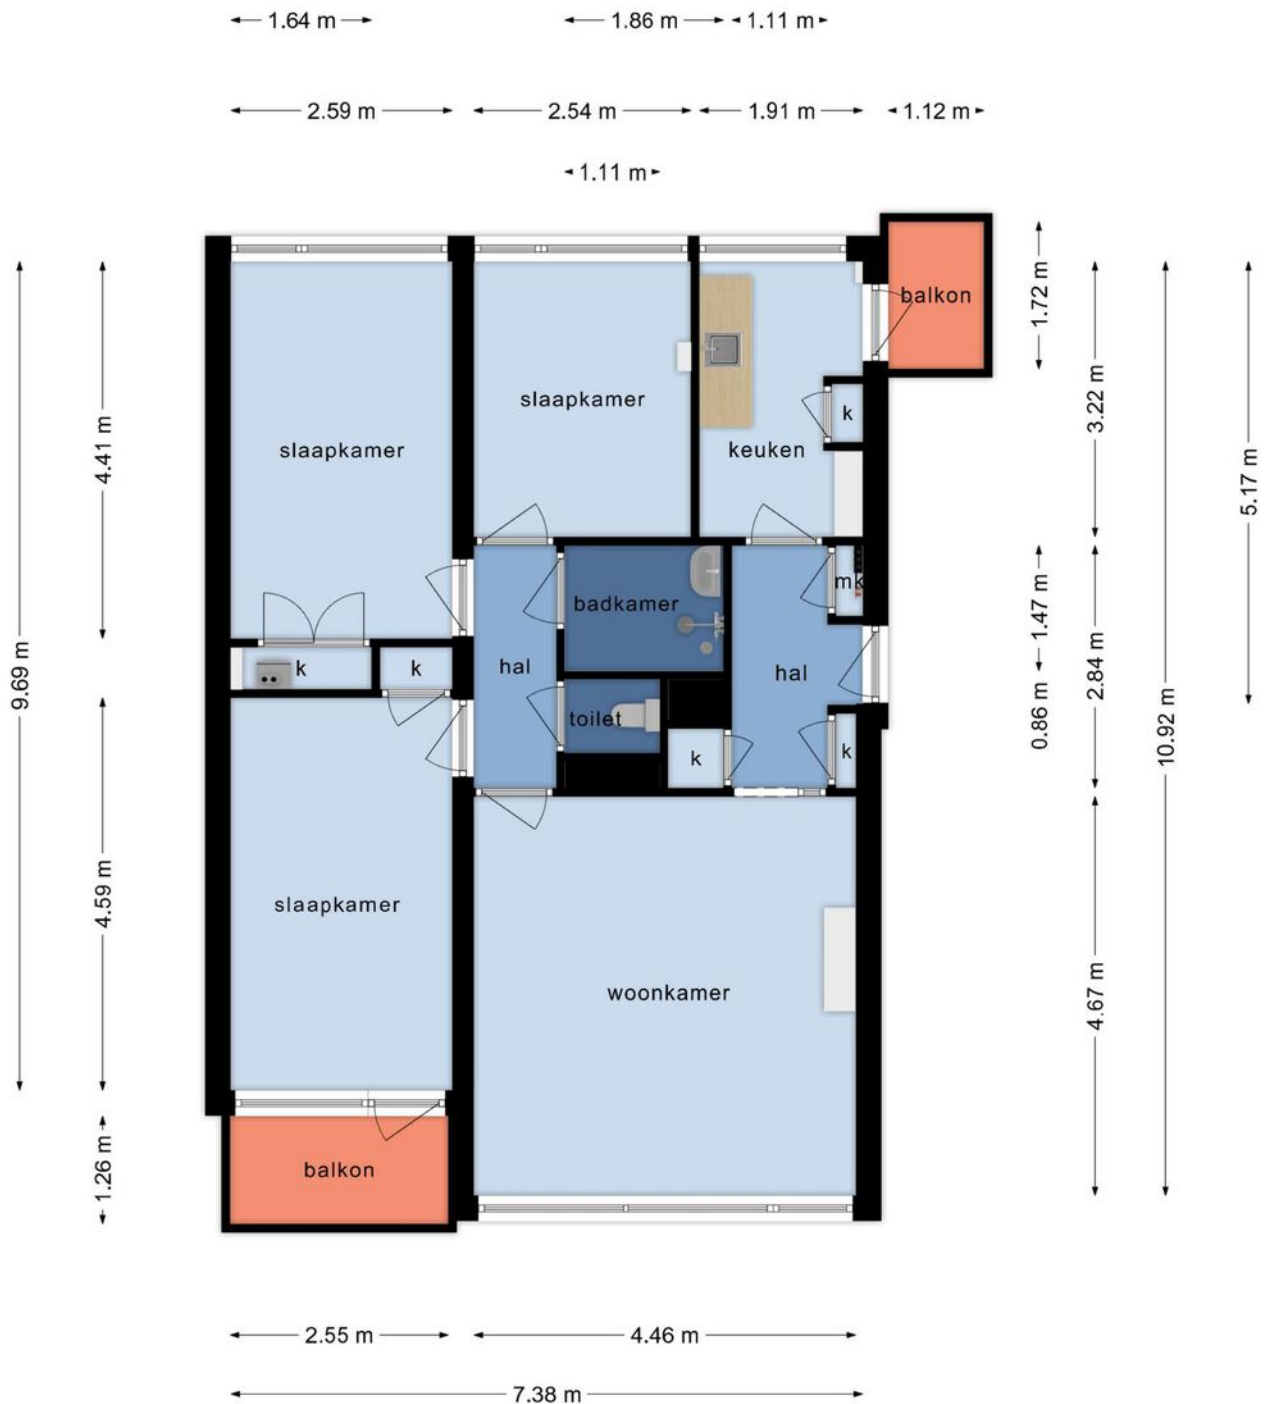 1.64 m
1.86 m
1.11 m
2.59 m
2.54 m
1.91 m
1.12 m
1.11 m
balkon
1.72 m
slaapkamer
k
3.22 m
slaapkamer
keuken
4.41 m
5.17 m
badkamer
mk
1.47 m
k
k
hal
hal
2.84 m
9.69 m
toilet
0.86 m
10.92 m
k
k
slaapkamer
4.59 m
woonkamer
4.67 m
balkon
1.26 m
2.55 m
4.46 m
7.38 m